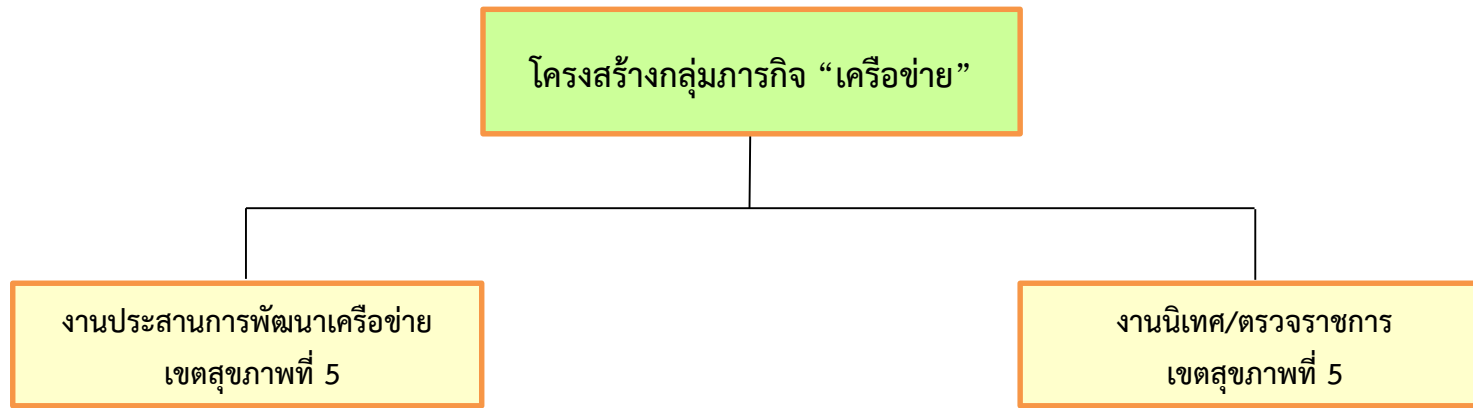 โครงสร้างกลุ่มภารกิจ “เครือข่าย”
งานประสานการพัฒนาเครือข่าย
เขตสุขภาพที่ 5
งานนิเทศ/ตรวจราชการ
เขตสุขภาพที่ 5